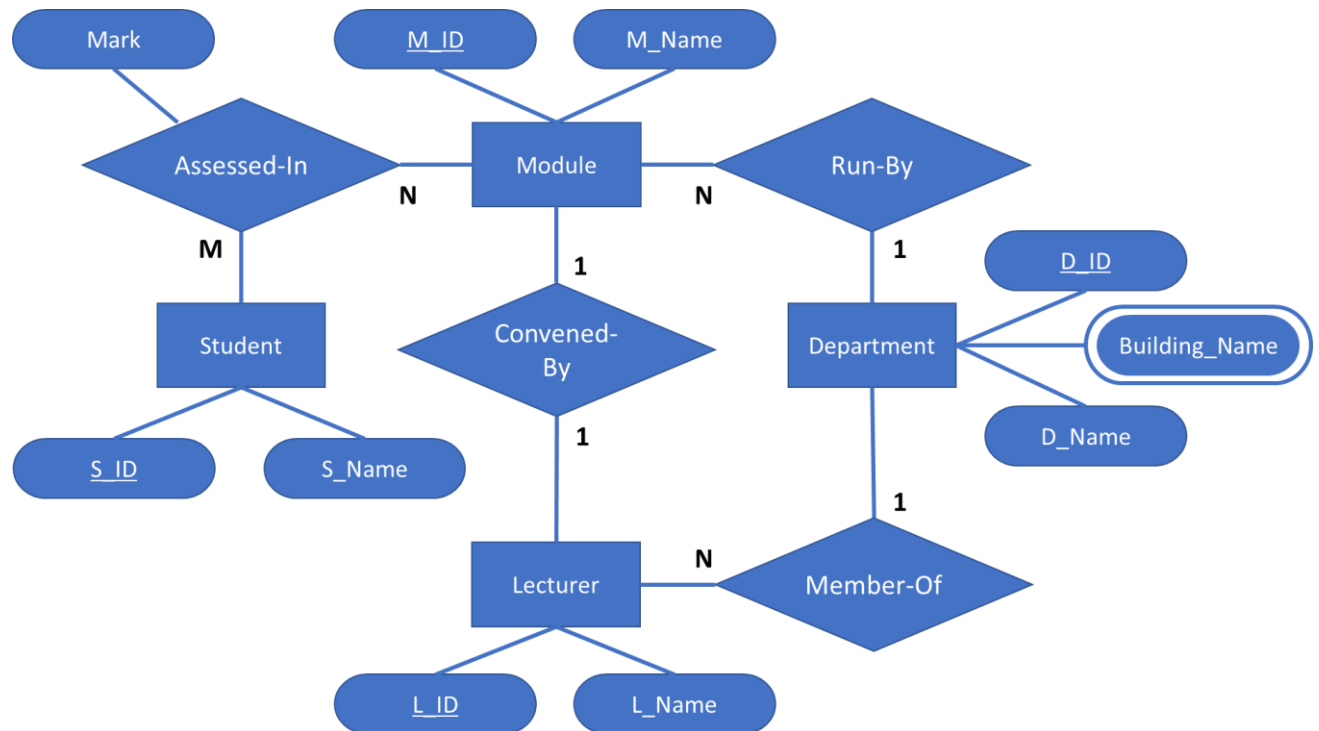 Mark
M_ID
M_Name
Assessed-In
N
Module
N
Run-By
M
1
1
D_ID
Student
Convened-
By
Department
Building_Name
1
D_Name
S_ID
S_Name
1
N
Lecturer
Member-Of
L_ID
L_Name